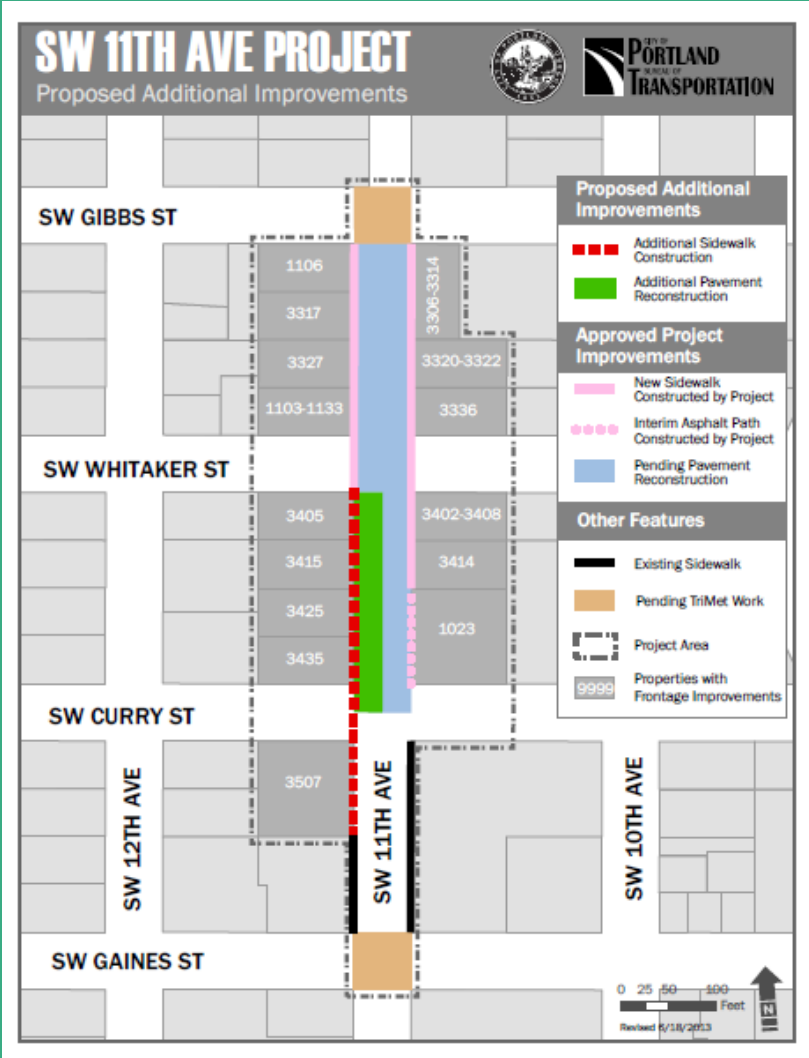 SW 11TH AVE PROJECT
Proposed Additional Improvements
CITY OF
PORTLAND
BUREAU OF
TRANSPORTATION
SW GIBBS ST
SW WHITAKER ST
SW CURRY ST
SW GAINES ST
SW 12TH AVE
SW 11TH AVE
SW 10TH AVE
1106
3317
3327
1103-1133
3306-3314
3320-3322
3336
3405
3415
3425
3435
3402-3408
3414
1023
3507
Proposed Additional
Improvements
Additional Sidewalk
Construction
Additional Pavement
Reconstruction
Approved Project
Improvements
New Sidewalk
Constructed by Project
Interim Asphalt Path
Constructed by Project
Pending Pavement
Reconstruction
Other Features
Existing Sidewalk
Pending TriMet Work
Project Area
9999
Properties with
Frontage Improvements
0 25 50 100
Feet
N
Revised 6/18/2013